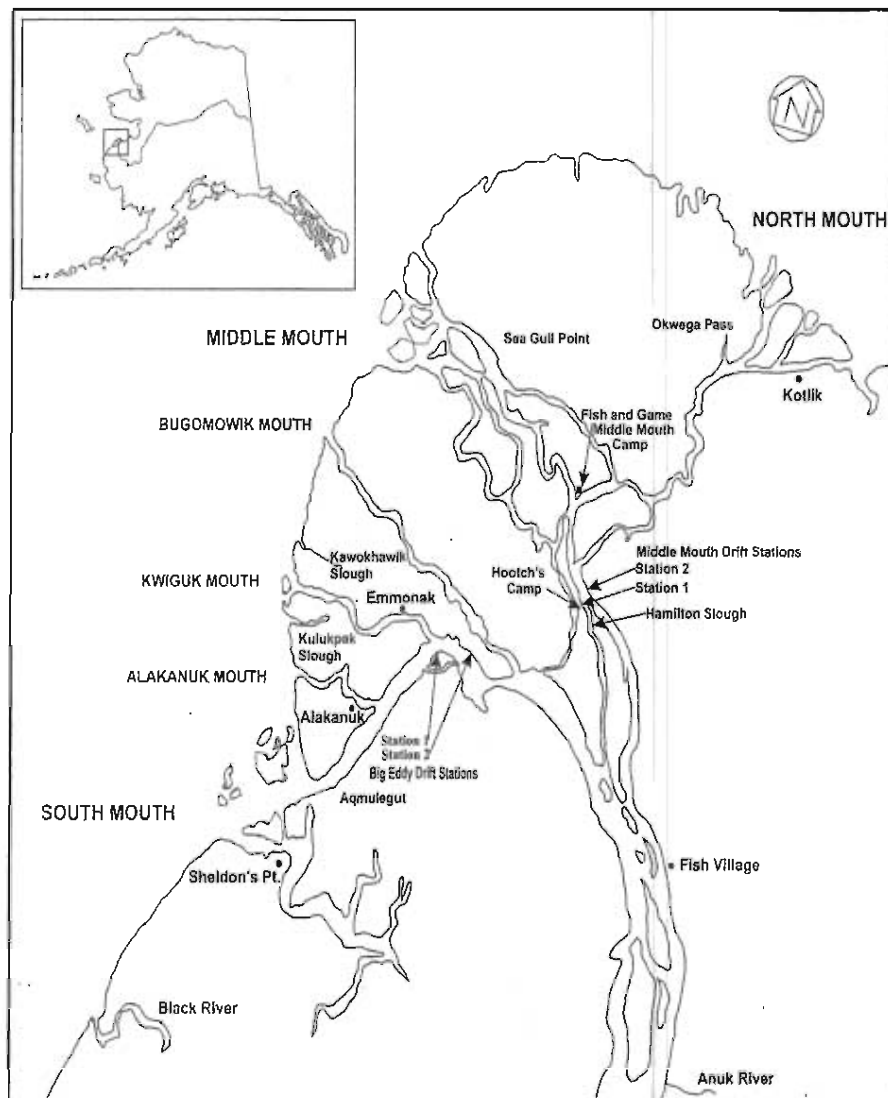 N
NORTH MOUTH
MIDDLE MOUTH
Sea Gull Point
Okwega Pass
Kotlik
BUGOMOWIK MOUTH
Fish and Game
Middle Mouth
Camp
Kawokhawik
Slough
KWIGUK MOUTH
Emmonak
Hootch's
Camp
Middle Mouth Drift Stations
Station 2
Station 1
Hamilton Slough
Kulukpak
Slough
ALAKANUK MOUTH
Alakanuk
Station 1
Station 2
Big Eddy Drift Stations
Aqmulegut
SOUTH MOUTH
Sheldon's Pt.
Fish Village
Black River
Anuk River